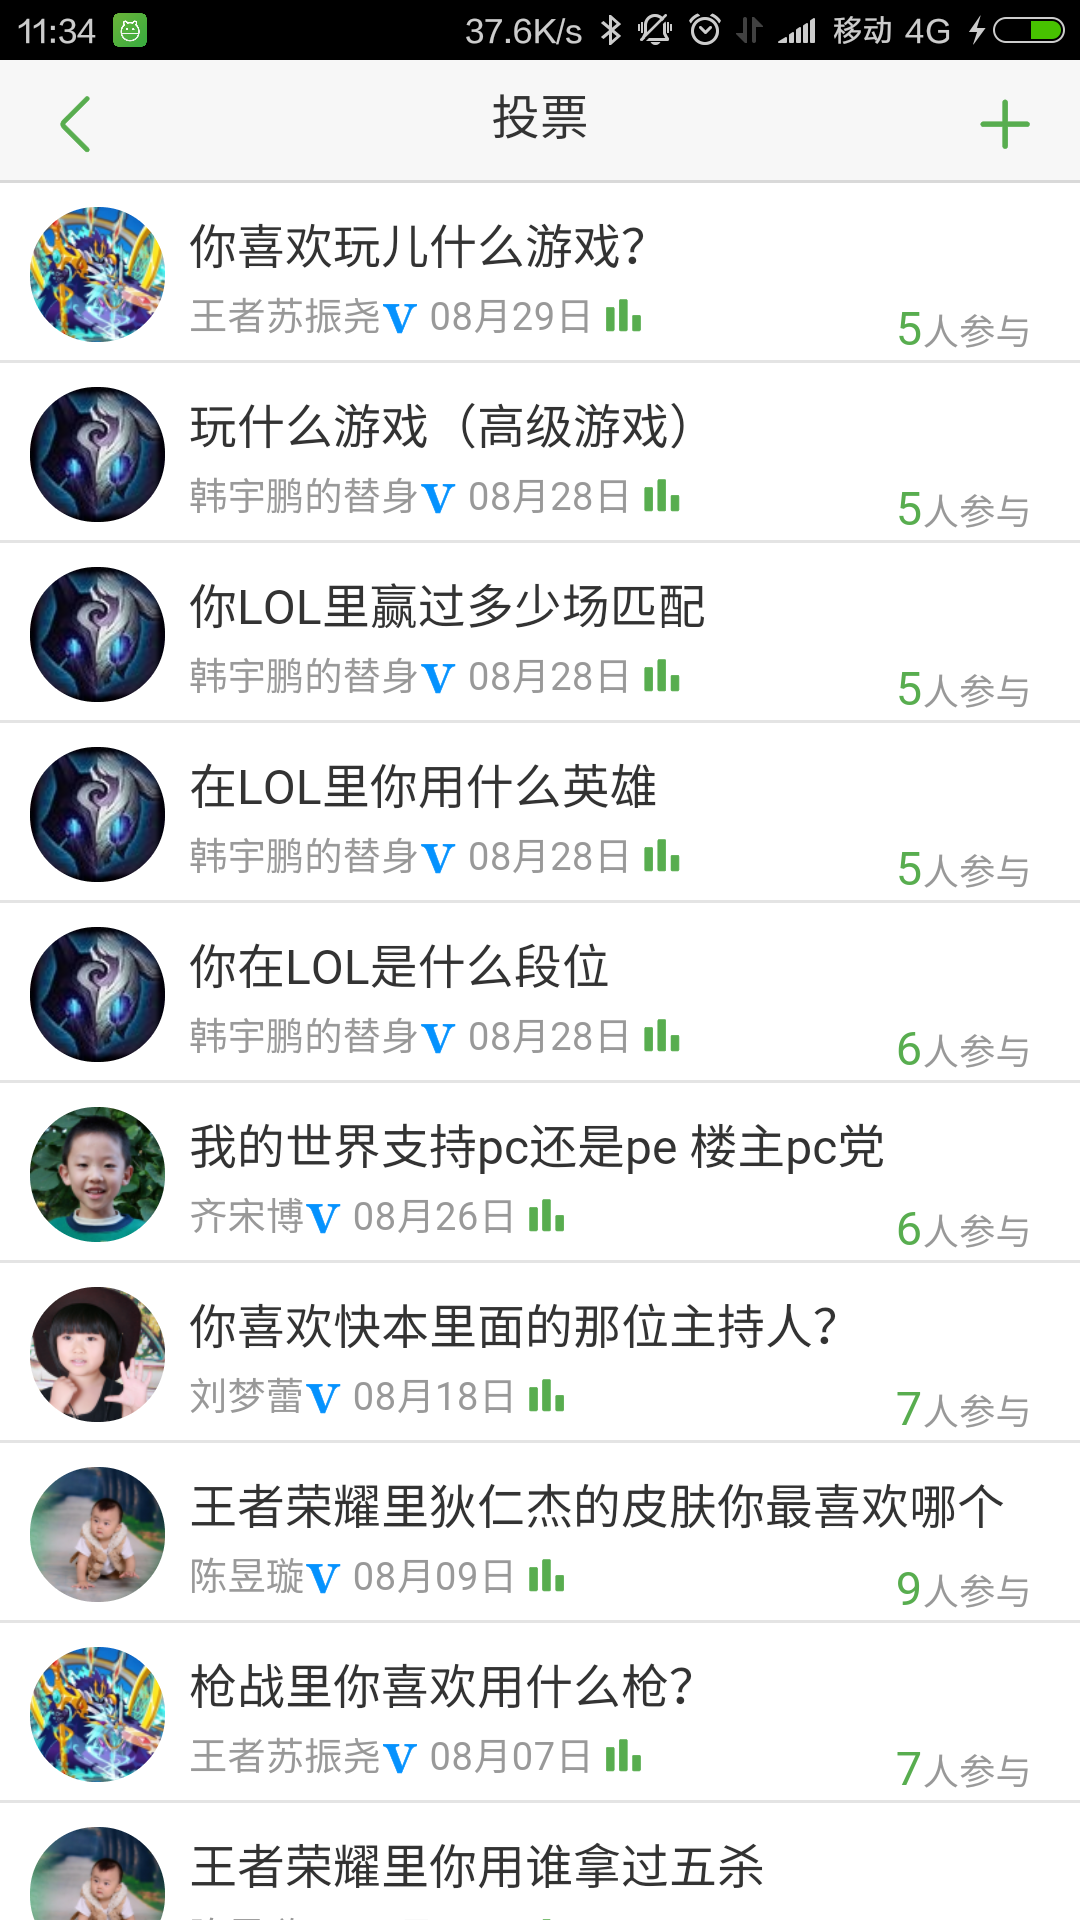 11:34 37.6K/s 移动 4G
投票
你喜欢玩儿什么游戏？
王者苏振尧V 08月29日
5人参与
玩什么游戏（高级游戏）
韩宇鹏的替身V 08月28日
5人参与
你LOL里赢过多少场匹配
韩宇鹏的替身V 08月28日
5人参与
在LOL里你用什么英雄
韩宇鹏的替身V 08月28日
5人参与
你在LOL是什么段位
韩宇鹏的替身V 08月28日
6人参与
我的世界支持pc还是pe 楼主pc党
齐宋博V 08月26日
6人参与
你喜欢快本里面的那位主持人？
刘梦蕾V 08月18日
7人参与
王者荣耀里狄仁杰的皮肤你最喜欢哪个
陈昱璇V 08月09日
9人参与
枪战里你喜欢用什么枪？
王者苏振尧V 08月07日
7人参与
王者荣耀里你用谁拿过五杀